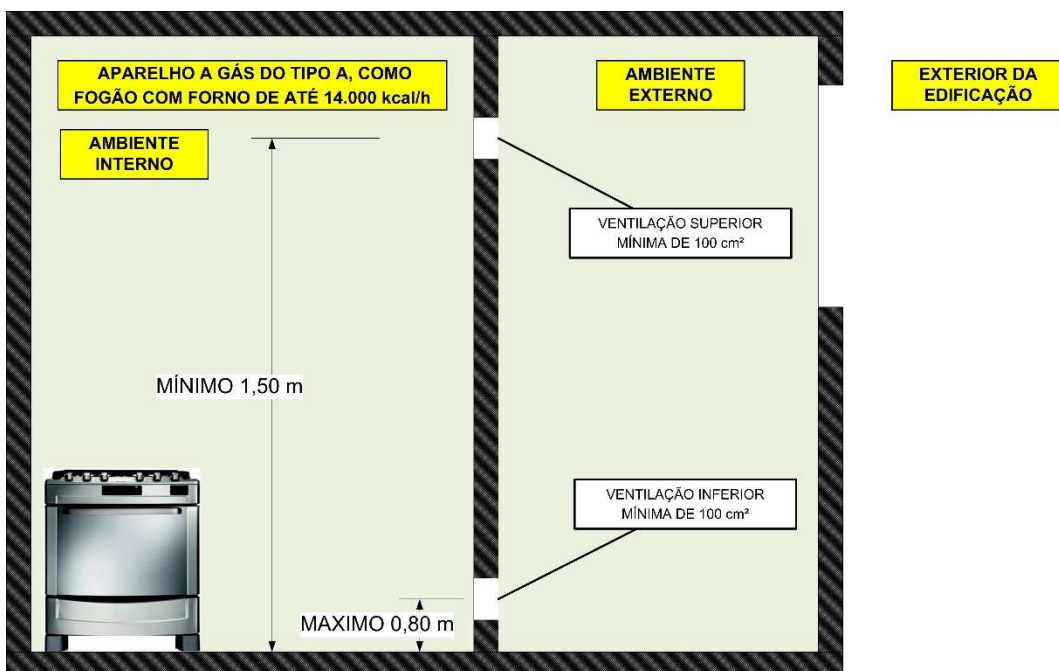 APARELHO A GÁS DO TIPO A, COMO
FOGÃO COM FORNO DE ATÉ 14.000 kcal/h
AMBIENTE
INTERNO
AMBIENTE
EXTERNO
EXTERIOR DA
EDIFICAÇÃO
VENTILAÇÃO SUPERIOR
MÍNIMA DE 100 cm²
MÍNIMO 1,50 m
VENTILAÇÃO INFERIOR
MÍNIMA DE 100 cm²
MAXIMO 0,80 m